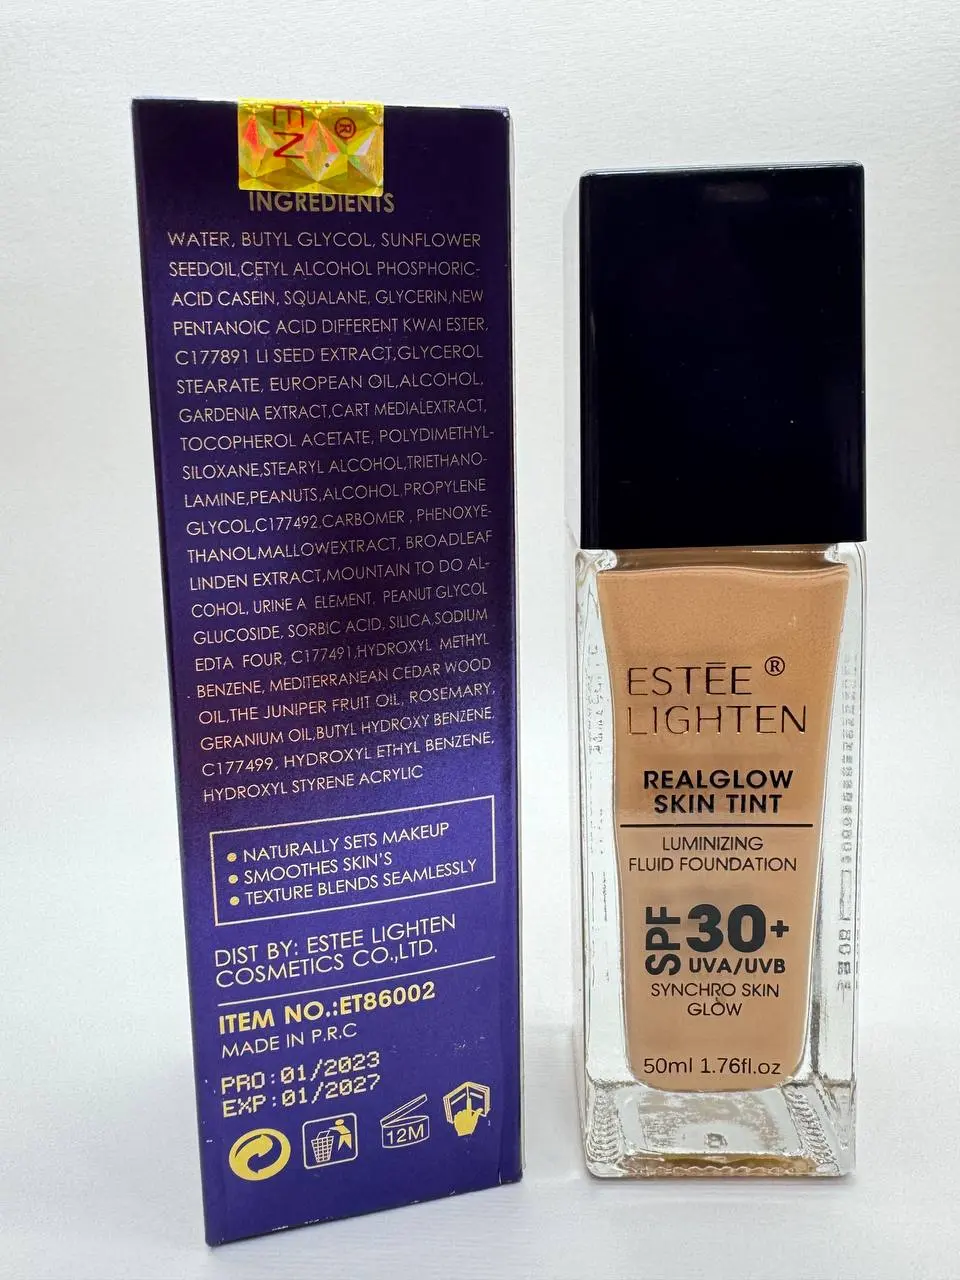 EN ®
INGREDIENTS
WATER, BUTYL GLYCOL, SUNFLOWER
SEEDOIL,CETYL ALCOHOL PHOSPHORIC-
ACID CASEIN, SQUALANE, GLYCERIN,NEW
PENTANOIC ACID DIFFERENT KWAI ESTER,
C177891 LI SEED EXTRACT,GLYCEROL
STEARATE, EUROPEAN OIL,ALCOHOL,
GARDENIA EXTRACT,CART MEDIALEXTRACT,
TOCOPHEROL ACETATE, POLYDIMETHYL-
SILOXANE,STEARYL ALCOHOL,TRIETHANO-
LAMINE,PEANUTS,ALCOHOL,PROPYLENE
GLYCOL,C177492,CARBOMER , PHENOXYE-
THANOL,MALLOWEXTRACT, BROADLEAF
LINDEN EXTRACT,MOUNTAIN TO DO AL-
COHOL, URINE A ELEMENT, PEANUT GLYCOL
GLUCOSIDE, SORBIC ACID, SILICA,SODIUM
EDTA FOUR, C177491,HYDROXYL METHYL
BENZENE, MEDITERRANEAN CEDAR WOOD
OIL,THE JUNIPER FRUIT OIL, ROSEMARY,
GERANIUM OIL,BUTYL HYDROXY BENZENE,
C177499, HYDROXYL ETHYL BENZENE,
HYDROXYL STYRENE ACRYLIC
• NATURALLY SETS MAKEUP
• SMOOTHES SKIN'S
• TEXTURE BLENDS SEAMLESSLY
DIST BY: ESTEE LIGHTEN
COSMETICS CO.,LTD.
ITEM NO.:ET86002
MADE IN P.R.C
PRO:01/2023
EXP:01/2027
12M
ESTĒE ®
LIGHTEN
REALGLOW
SKIN TINT
LUMINIZING
FLUID FOUNDATION
SPF 30+
UVA/UVB
SYNCHRO SKIN
GLOW
50ml 1.76fl.oz